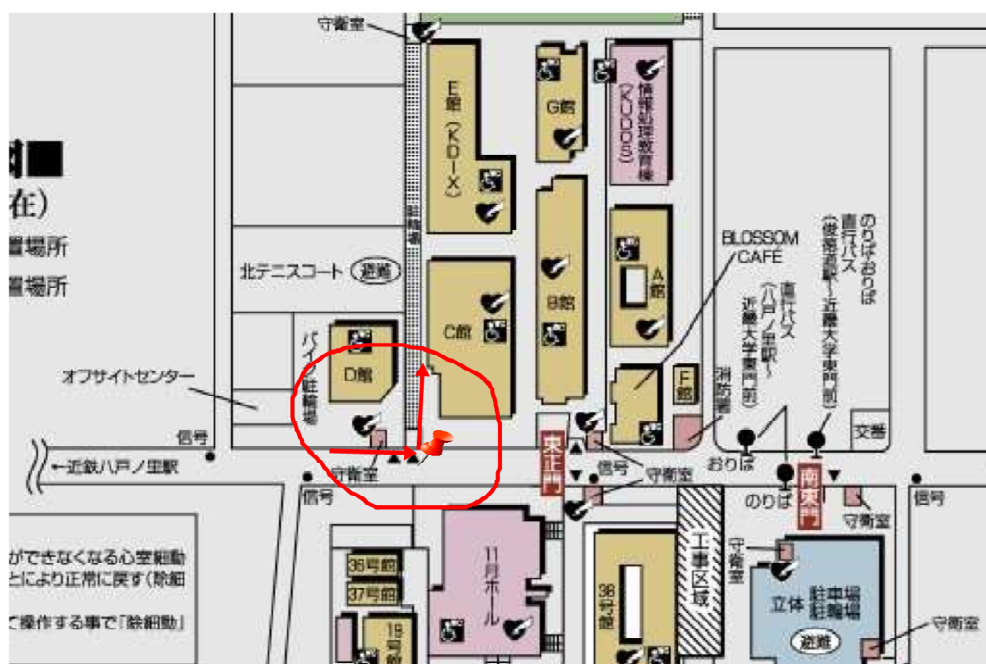 守衛室
E館(KDIX)
G館
情報処理教育棟
(KUDOS)
在)
置場所
置場所
駐輪場
北テニスコート 避難
C館
B館
A館
BLOSSOM
CAFÉ
直行バス
(八戸ノ里駅〜
近畿大学東門前)
のりば・おりば
直行バス
(俊徳道駅〜近畿大学東門前)
バイク駐輪場
D館
オフサイトセンター
F館
消防署
交番
信号
←近鉄八戸ノ里駅
守衛室
東正門
信号
守衛室
おりば
のりば
南東門
信号
信号
守衛室
ができなくなる心室細動
とにより正常に戻す(除細
て操作する事で「除細動」
36号館
37号館
19号館
11月ホール
38号館
工事区域
守衛室
立体 駐車場
駐輪場
避難
守衛室